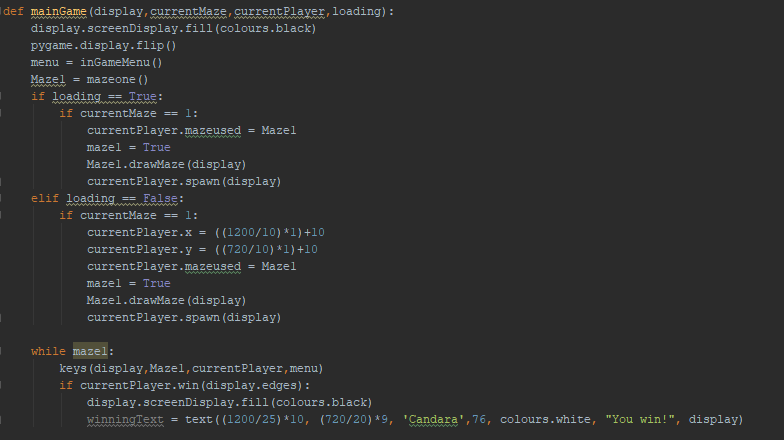 def mainGame(display,currentMaze,currentPlayer,loading):
    display.screenDisplay.fill(colours.black)
    pygame.display.flip()
    menu = inGameMenu()
    Maze1 = mazeone()
    if loading == True:
        if currentMaze == 1:
            currentPlayer.mazeused = Maze1
            maze1 = True
            Maze1.drawMaze(display)
            currentPlayer.spawn(display)
    elif loading == False:
        if currentMaze == 1:
            currentPlayer.x = ((1200/10)*1)+10
            currentPlayer.y = ((720/10)*1)+10
            currentPlayer.mazeused = Maze1
            maze1 = True
            Maze1.drawMaze(display)
            currentPlayer.spawn(display)
    while maze1:
        keys(display,Maze1,currentPlayer,menu)
        if currentPlayer.win(display.edges):
            display.screenDisplay.fill(colours.black)
            winningText = text((1200/25)*10, (720/20)*9, 'Candara',76, colours.white, "You win!", display)